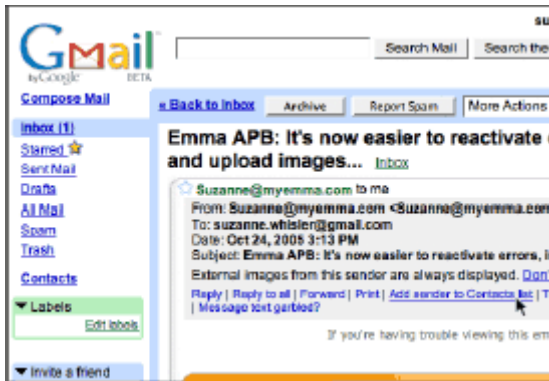 su
Gmail
by Google BETA
Search Mail Search the
Compose Mail
« Back to Inbox Archive Report Spam More Actions
Inbox (1)
Starred
Sent Mail
Drafts
All Mail
Spam
Trash
Contacts
Labels
Edit labels
Invite a friend
Emma APB: It's now easier to reactivate
and upload images... Inbox
Suzanne@myemma.com to me
From: Suzanne@myemma.com <Suzanne@myemma.com
To: suzanne.whisler@gmail.com
Date: Oct 24, 2005 3:13 PM
Subject: Emma APB: It's now easier to reactivate errors, i
External images from this sender are always displayed. Don'
Reply | Reply to all | Forward | Print | Add sender to Contacts list | T
| Message text garbled?
If you're having trouble viewing this em